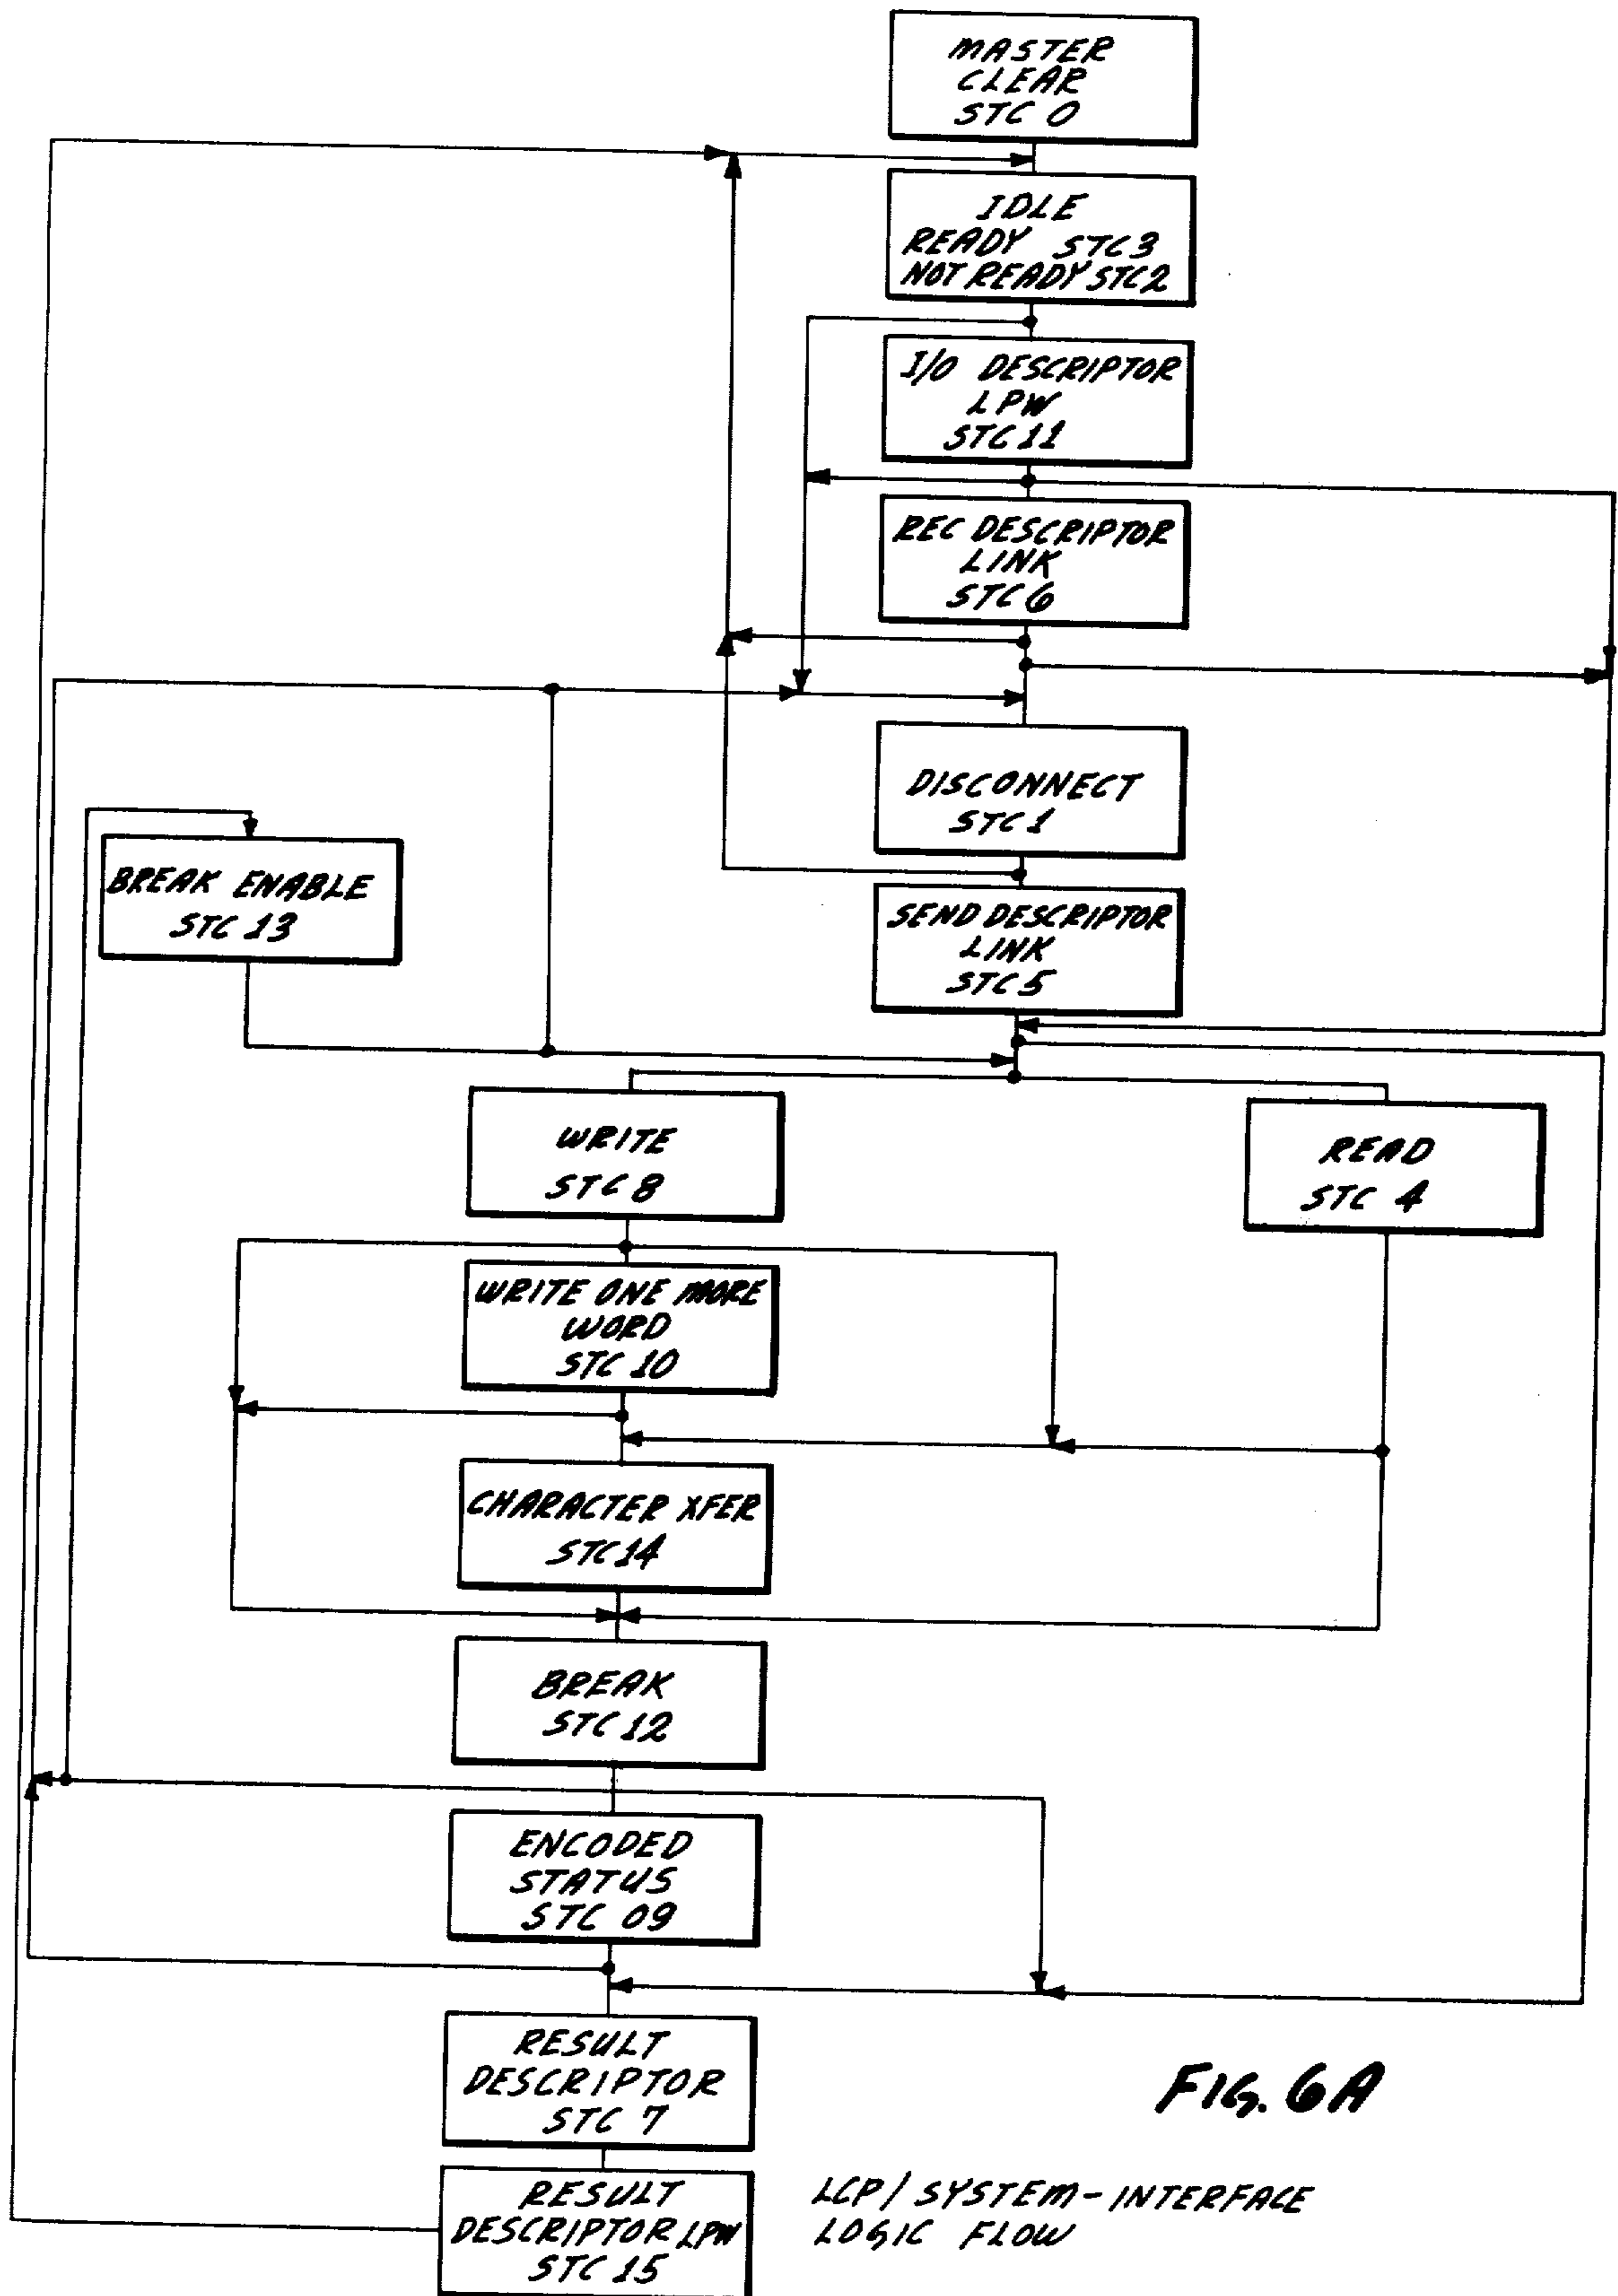 MASTER
CLEAR
STC 0
IDLE
READY STC3
NOT READY STC2
I/O DESCRIPTOR
LPW
STC 11
REC DESCRIPTOR
LINK
STC 6
DISCONNECT
STC 1
BREAK ENABLE
STC 13
SEND DESCRIPTOR
LINK
STC 5
WRITE
STC 8
READ
STC 4
WRITE ONE MORE
WORD
STC 10
CHARACTER XFER
STC 14
BREAK
STC 12
ENCODED
STATUS
STC 09
RESULT
DESCRIPTOR
STC 7
FIG. 6A
RESULT
DESCRIPTOR LPW
STC 15
LCP/SYSTEM-INTERFACE
LOGIC FLOW